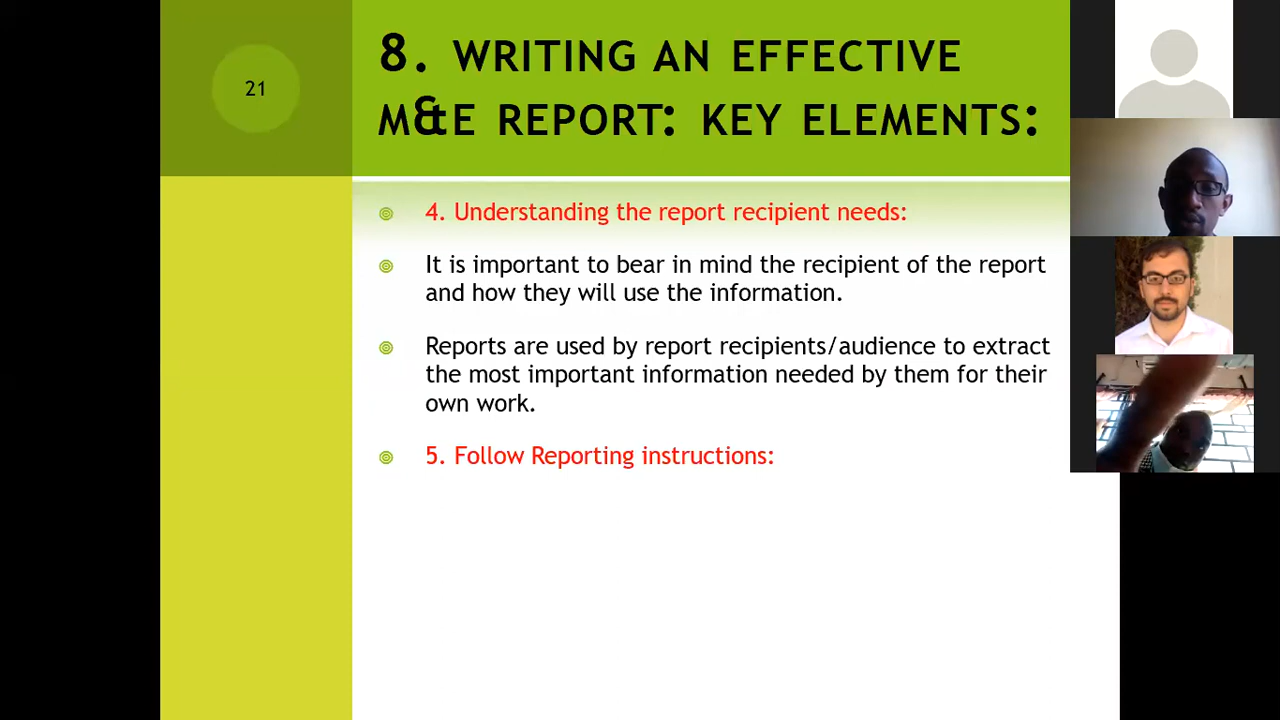 21
8. WRITING AN EFFECTIVE
M&E REPORT: KEY ELEMENTS:
4. Understanding the report recipient needs:
It is important to bear in mind the recipient of the report
and how they will use the information.
Reports are used by report recipients/audience to extract
the most important information needed by them for their
own work.
5. Follow Reporting instructions: